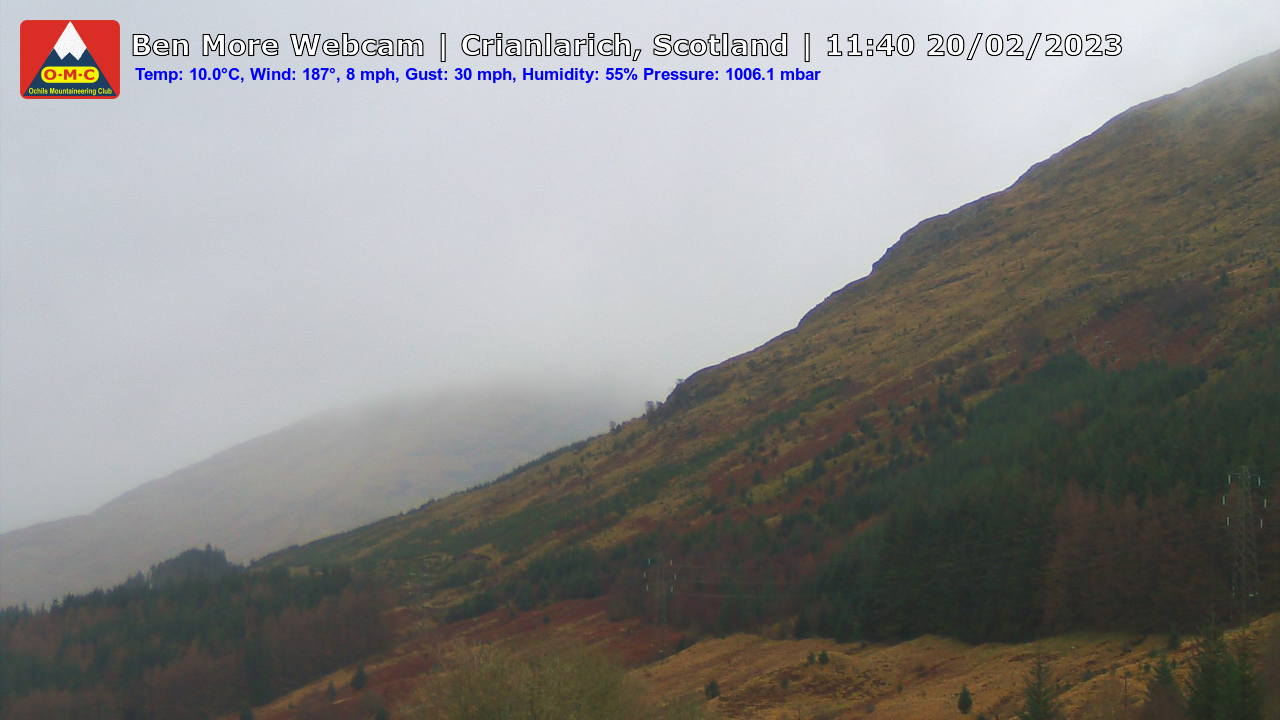 Ben More Webcam | Crianlarich, Scotland | 11:40 20/02/2023
Temp: 10.0°C, Wind: 187°, 8 mph, Gust: 30 mph, Humidity: 55% Pressure: 1006.1 mbar
O·M·C
Ochils Mountaineering Club